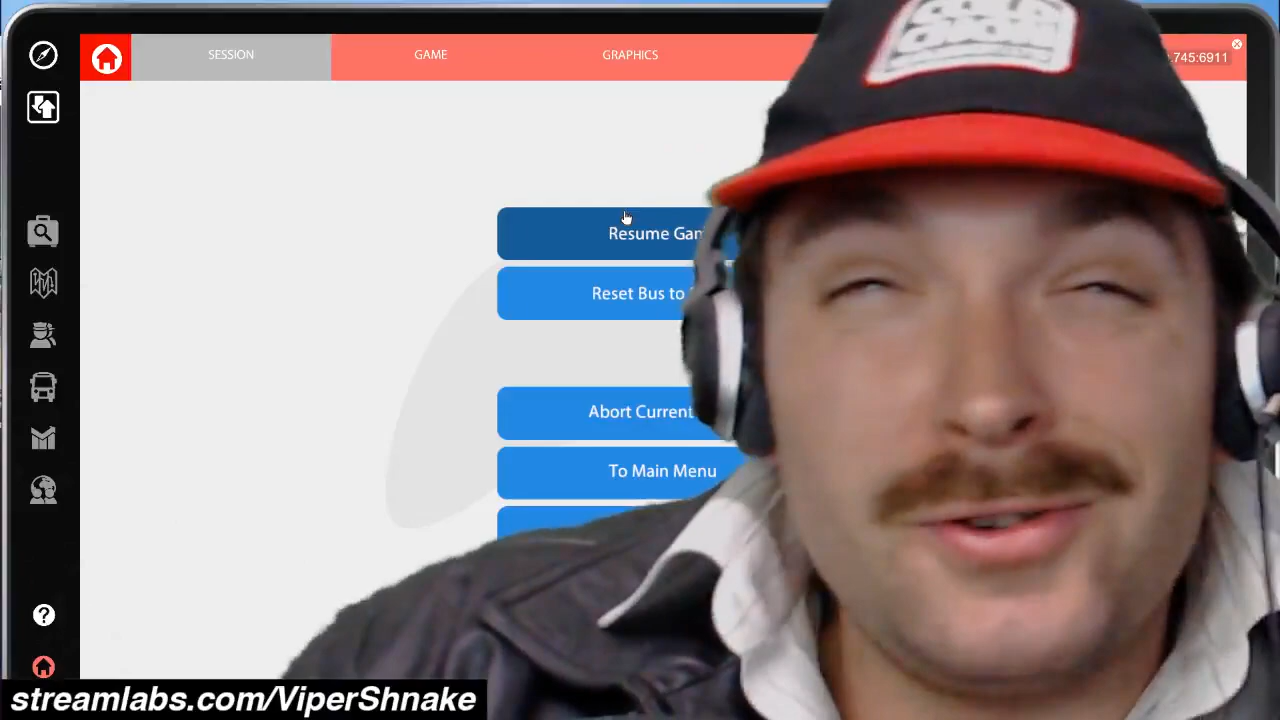 SESSION GAME GRAPHICS
.745:6911
Resume Gam
Reset Bus to
Abort Current
To Main Menu
?
streamlabs.com/ViperShnake